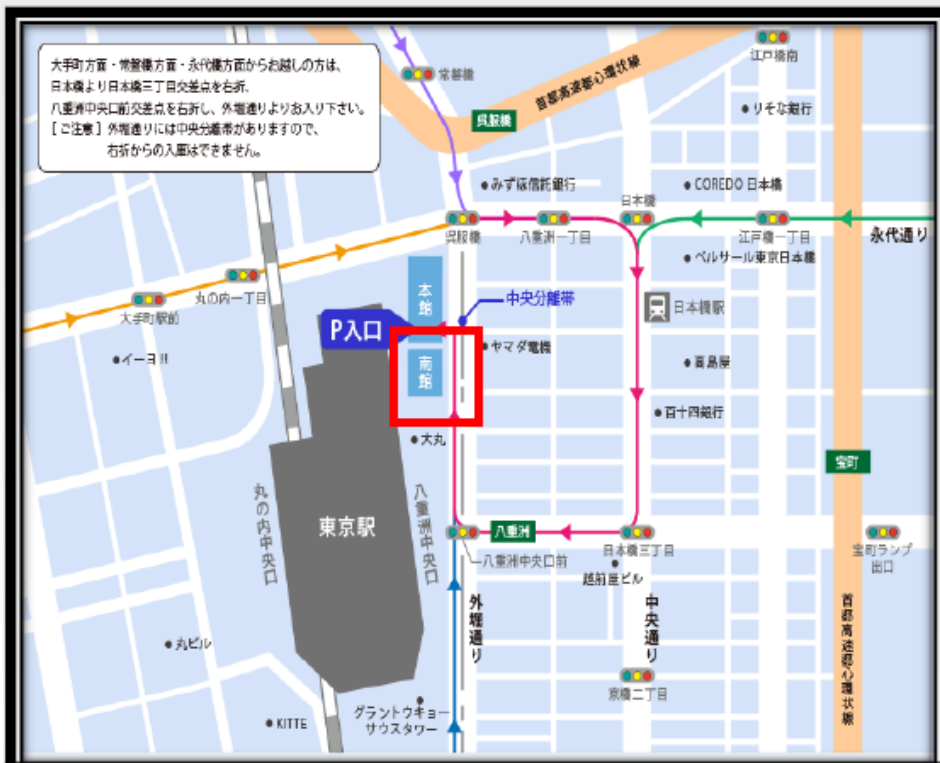 大手町方面・常盤橋方面・永代橋方面からお越しの方は、
日本橋より日本橋三丁目交差点を右折、
八重洲中央口前交差点を右折し、外堀通りよりお入り下さい。
[ご注意] 外堀通りには中央分離帯がありますので、
右折からの入庫はできません。
常盤橋
首都高速都心環状線
江戸橋南
りそな銀行
呉服橋
みずほ信託銀行
日本橋
COREDO 日本橋
呉服橋
八重洲一丁目
江戸橋一丁目
永代通り
ベルサール東京日本橋
丸の内一丁目
大手町駅前
本館
中央分離帯
日本橋駅
P入口
イーヨ!!
南館
ヤマダ電機
高島屋
百十四銀行
大丸
宝町
丸の内中央口
東京駅
八重洲中央口
八重洲
八重洲中央口前
日本橋三丁目
越前屋ビル
宝町ランプ
出口
外堀通り
中央通り
首都高速都心環状線
丸ビル
京橋二丁目
KITTE
グラントウキョー
サウスタワー